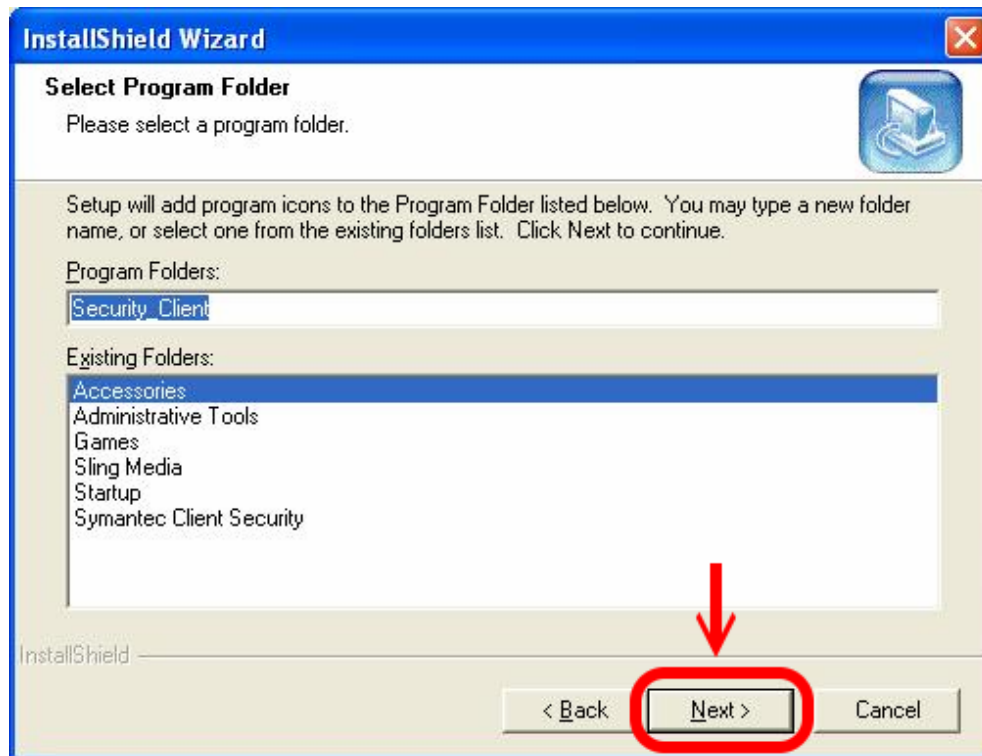 InstallShield Wizard
Select Program Folder
Please select a program folder.
Setup will add program icons to the Program Folder listed below.  You may type a new folder
name, or select one from the existing folders list.  Click Next to continue.
Program Folders:
Security_Client
Existing Folders:
Accessories
Administrative Tools
Games
Sling Media
Startup
Symantec Client Security
InstallShield
< Back
Next >
Cancel